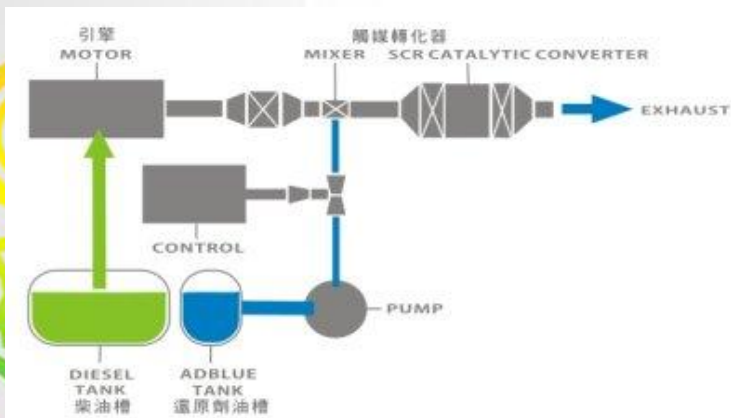 引擎
MOTOR
觸媒轉化器
MIXER SCR CATALYTIC CONVERTER
EXHAUST
CONTROL
PUMP
DIESEL
TANK
柴油槽
ADBLUE
TANK
還原劑油槽